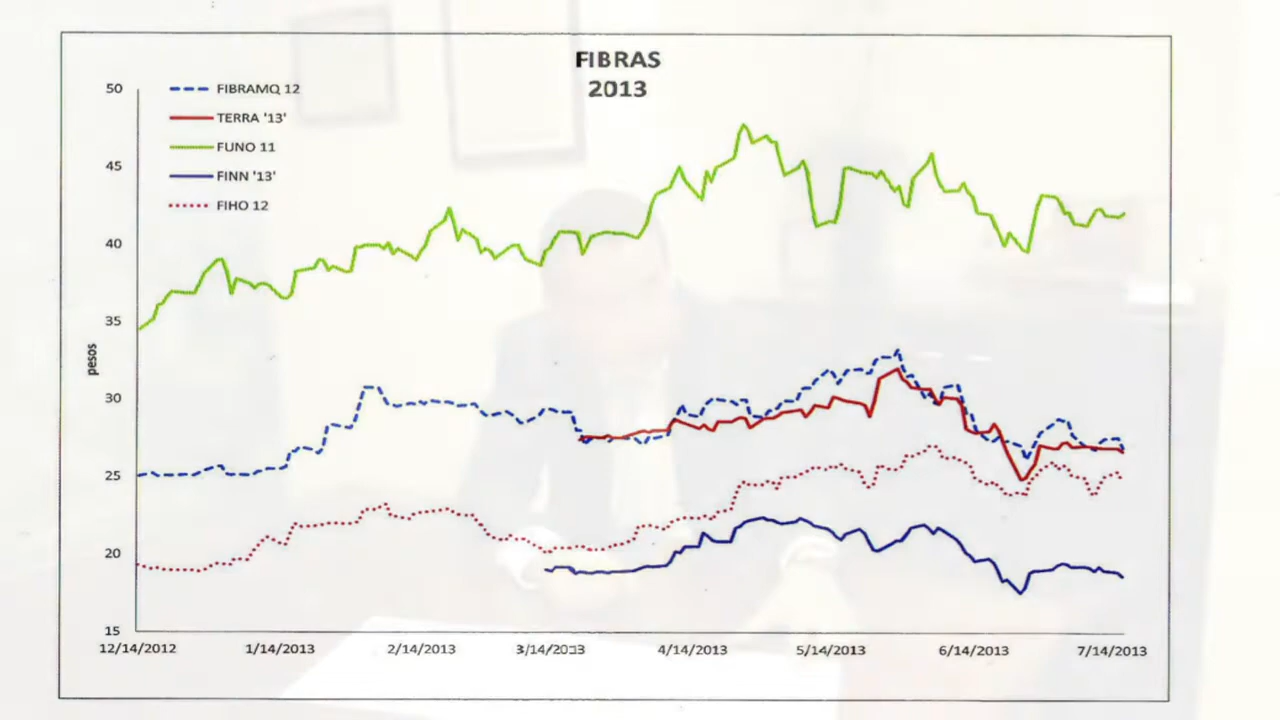 FIBRAS
2013
FIBRAMQ 12
TERRA '13'
FUNO 11
FINN '13'
FIHO 12
pesos
50
45
40
35
30
25
20
15
12/14/2012 1/14/2013 2/14/2013 3/14/2013 4/14/2013 5/14/2013 6/14/2013 7/14/2013